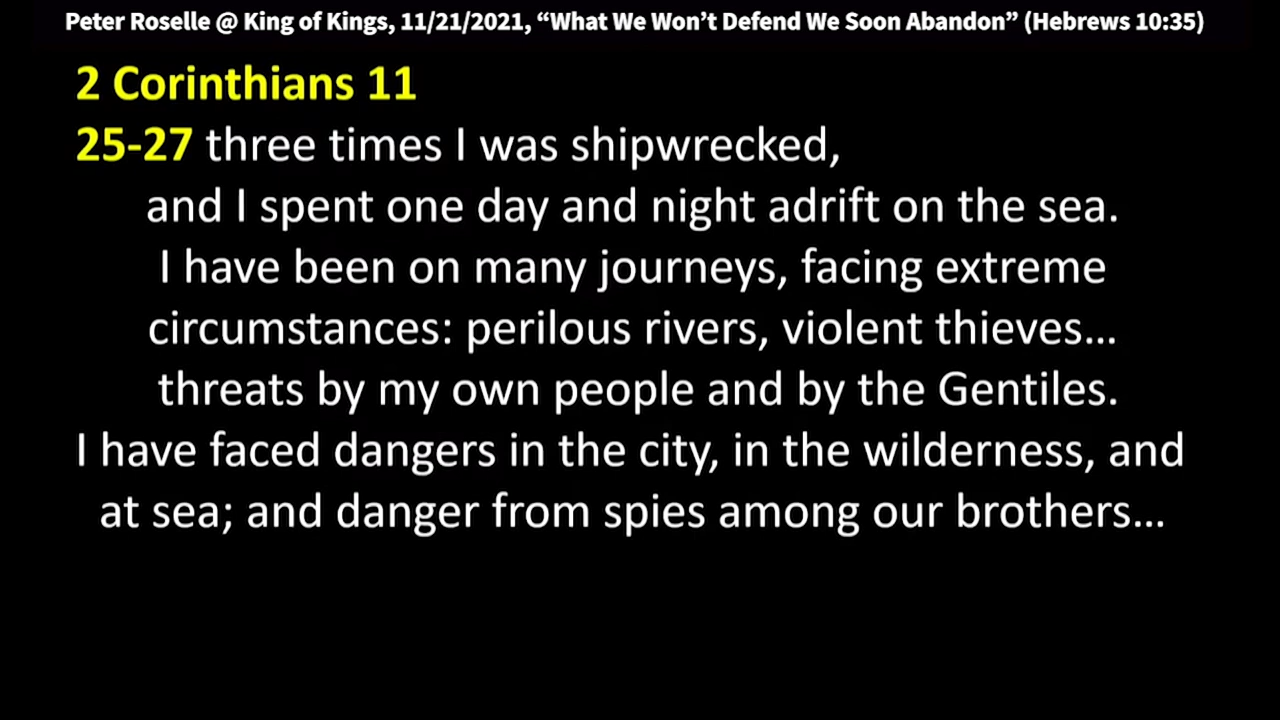 Peter Roselle @ King of Kings, 11/21/2021, “What We Won’t Defend We Soon Abandon” (Hebrews 10:35)
2 Corinthians 11
25-27 three times I was shipwrecked,
and I spent one day and night adrift on the sea.
I have been on many journeys, facing extreme
circumstances: perilous rivers, violent thieves…
threats by my own people and by the Gentiles.
I have faced dangers in the city, in the wilderness, and
at sea; and danger from spies among our brothers…